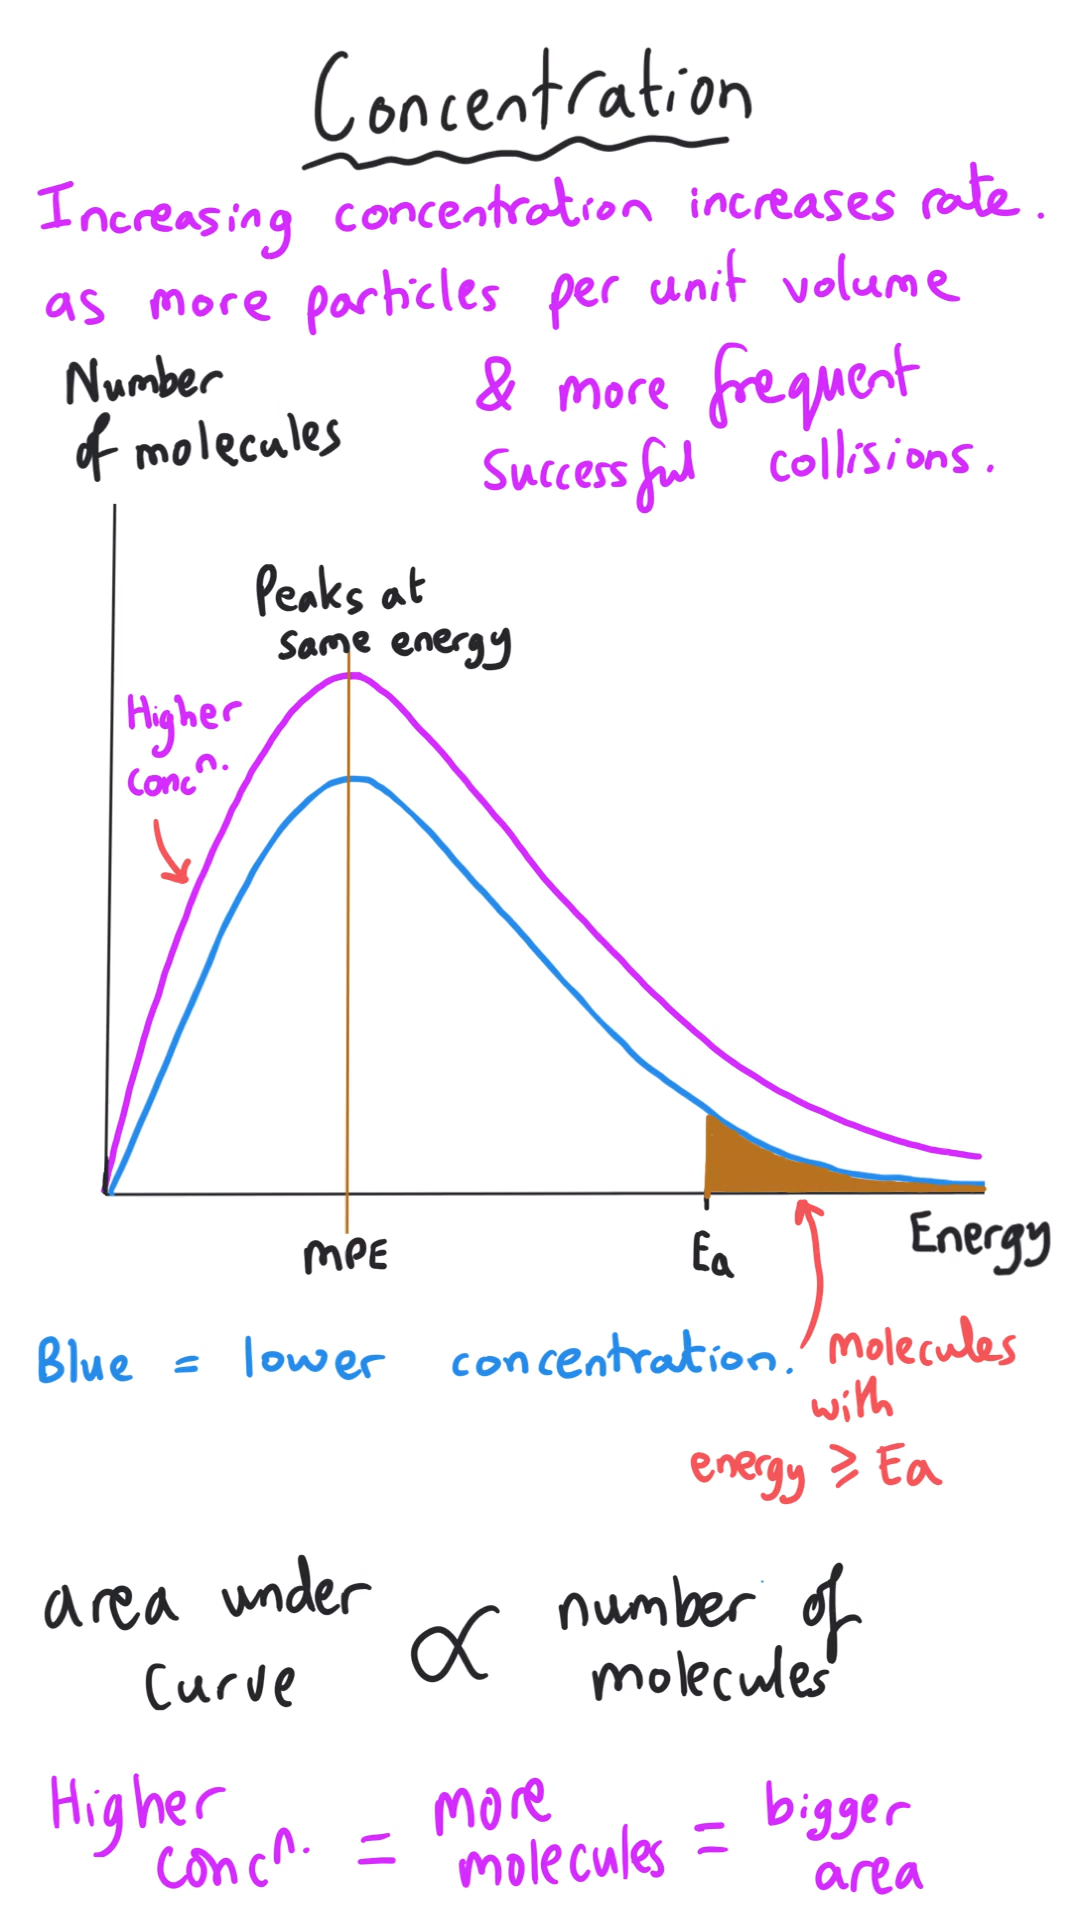 Concentration
Increasing concentration increases rate.
as more particles per unit volume
& more frequent
successful collisions.
Number
of molecules
Peaks at
same energy
Higher
concⁿ.
MPE
Ea
Energy
Blue = lower concentration.
molecules
with
energy ⩾ Ea
area under
curve
∝
number of
molecules
Higher
concⁿ.
=
more
molecules
=
bigger
area